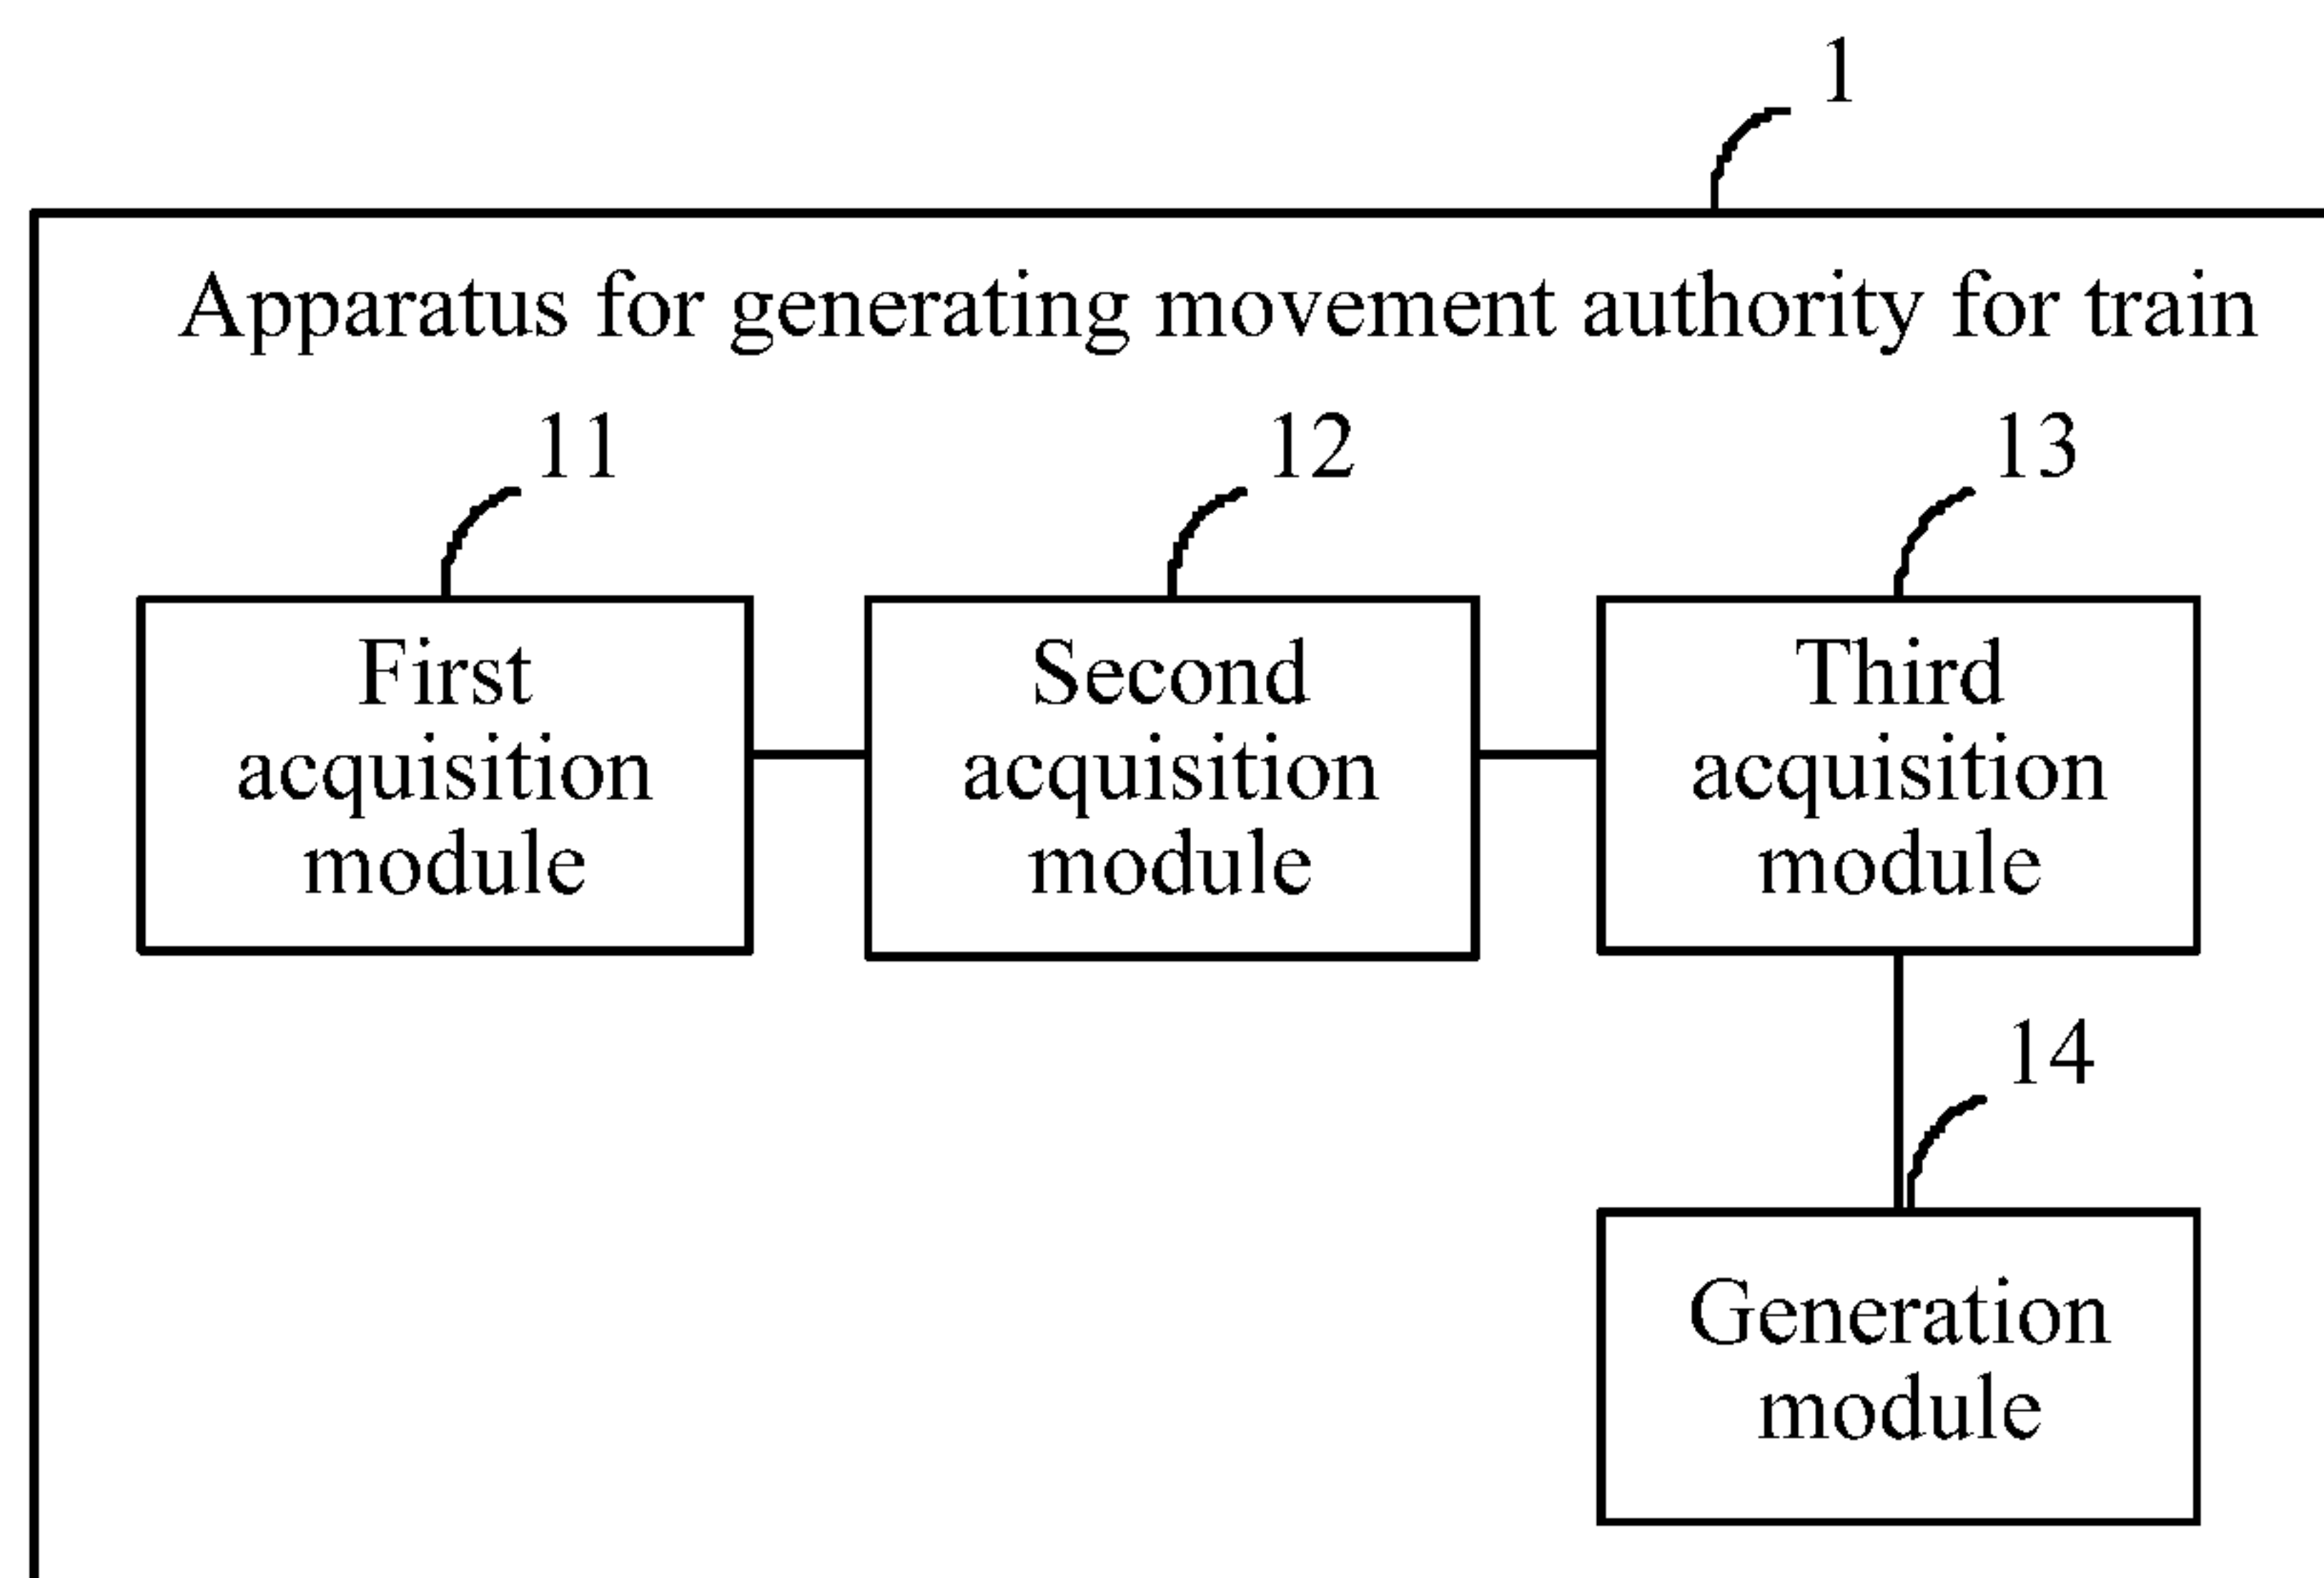 1
Apparatus for generating movement authority for train
11
12
13
First
acquisition
module
Second
acquisition
module
Third
acquisition
module
14
Generation
module